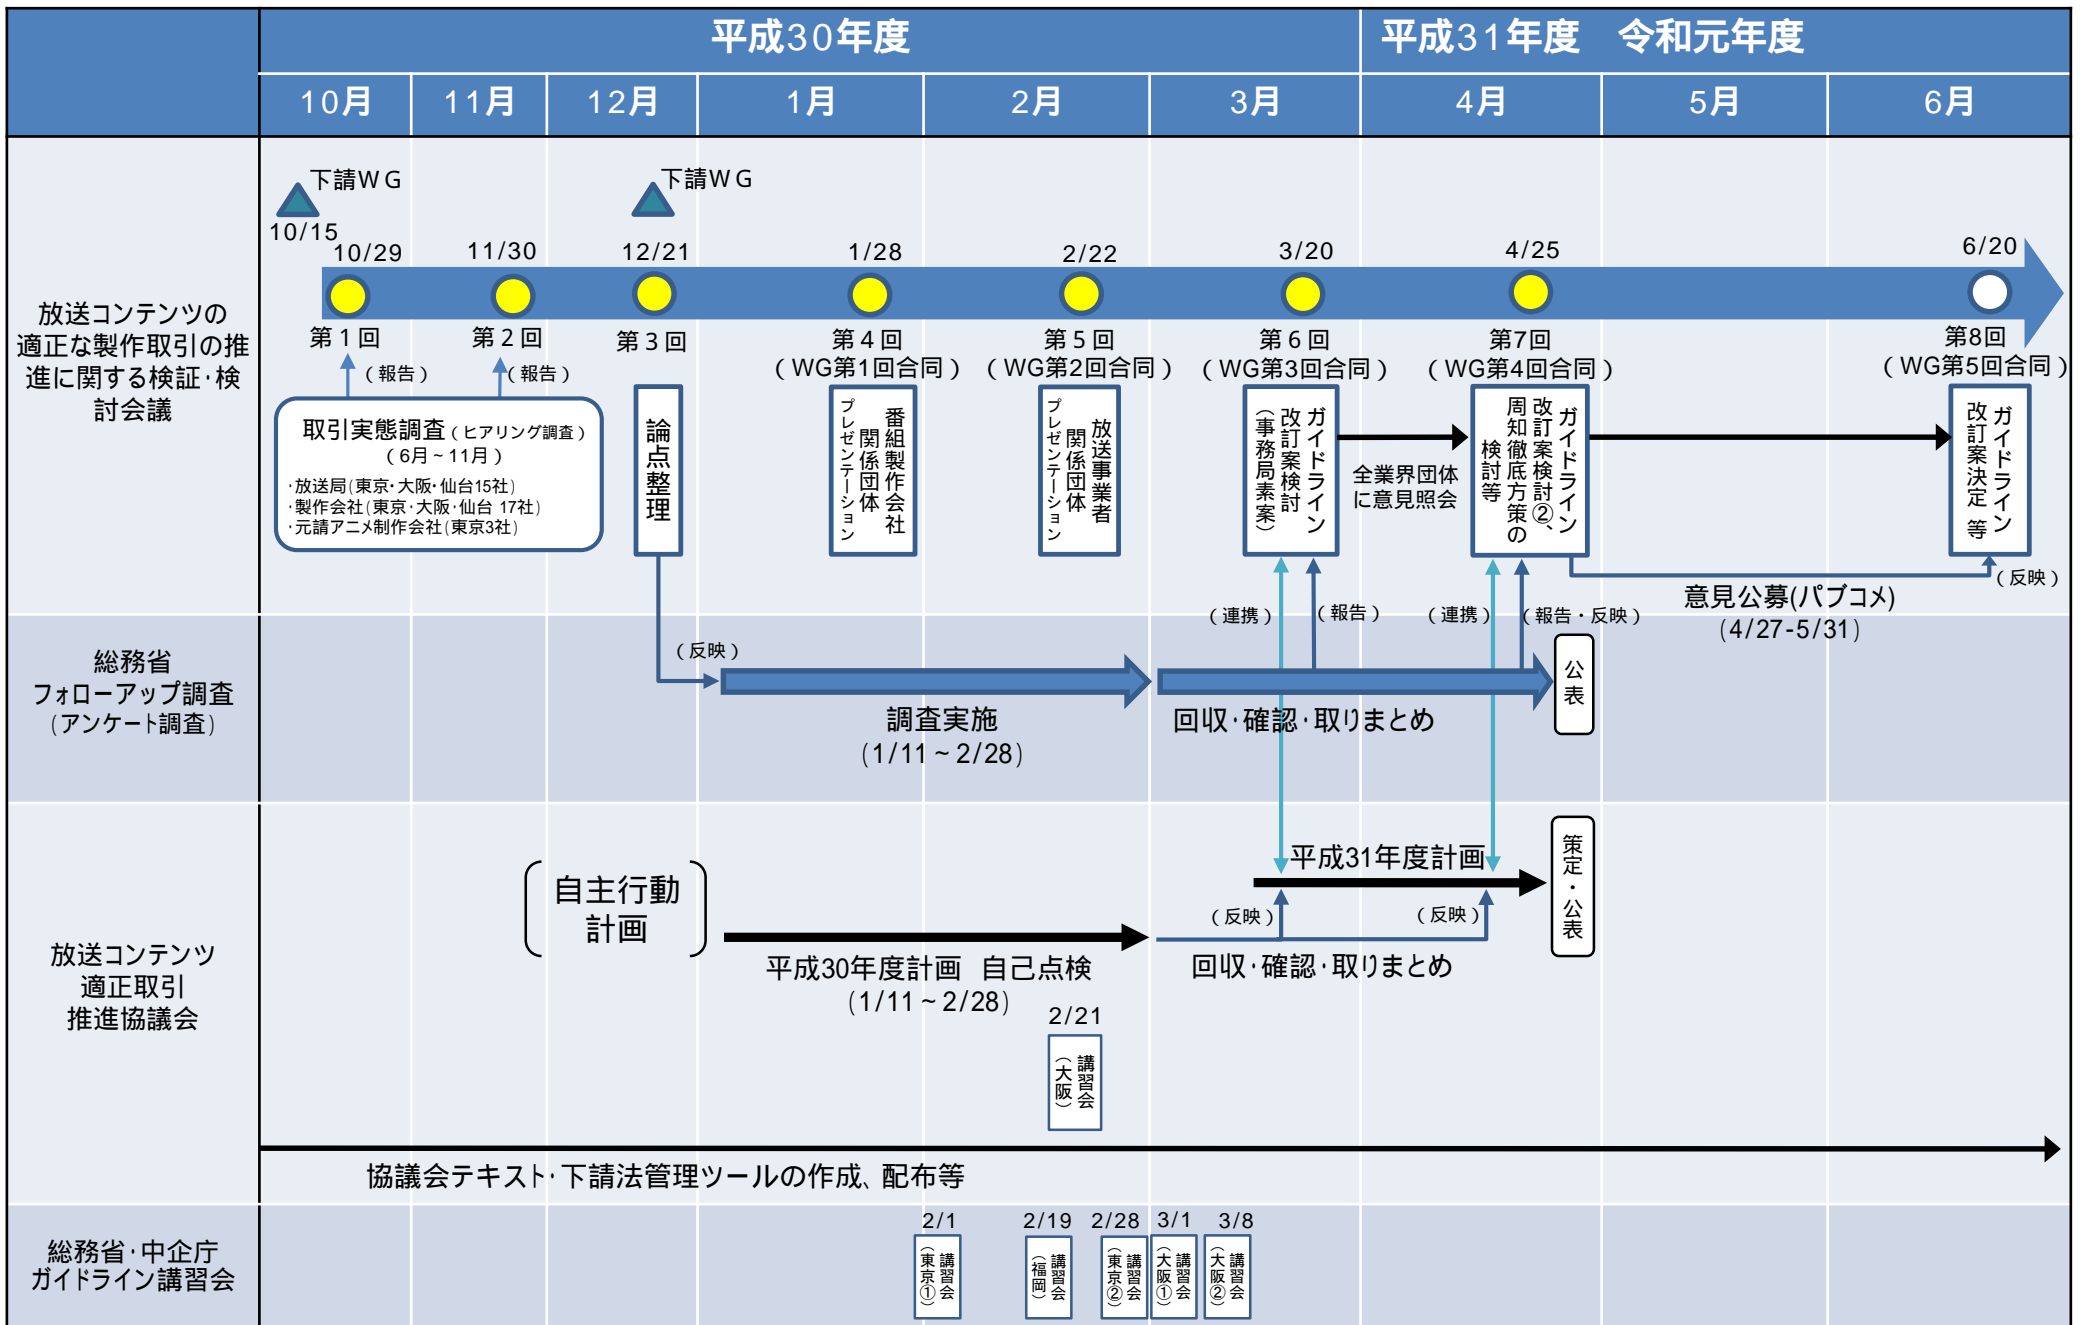 平成30年度
平成31年度　令和元年度
10月
11月
12月
1月
2月
3月
4月
5月
6月
放送コンテンツの
適正な製作取引の推
進に関する検証・検
討会議
下請WG
10/15
下請WG
10/29
11/30
12/21
1/28
2/22
3/20
4/25
6/20
第1回
第2回
第3回
第4回
(WG第1回合同)
第5回
(WG第2回合同)
第6回
(WG第3回合同)
第7回
(WG第4回合同)
第8回
(WG第5回合同)
(報告)
(報告)
取引実態調査(ヒアリング調査)
(6月~11月)
・放送局(東京・大阪・仙台15社)
・製作会社(東京・大阪・仙台 17社)
・元請アニメ制作会社(東京3社)
論点整理
番組製作会社
関係団体
プレゼンテーション
放送事業者
関係団体
プレゼンテーション
ガイドライン
改訂案検討
(事務局素案)
全業界団体
に意見照会
ガイドライン
改訂案検討②、
周知徹底方策の
検討等
ガイドライン
改訂案決定 等
(反映)
意見公募(パブコメ)
(4/27-5/31)
(連携)
(報告)
(連携)
(報告・反映)
総務省
フォローアップ調査
(アンケート調査)
(反映)
調査実施
(1/11~2/28)
回収・確認・取りまとめ
公表
放送コンテンツ
適正取引
推進協議会
自主行動
計画
平成30年度計画 自己点検
(1/11~2/28)
平成31年度計画
(反映)
(反映)
回収・確認・取りまとめ
策定・公表
2/21
講習会
(大阪)
協議会テキスト・下請法管理ツールの作成、配布等
総務省・中企庁
ガイドライン講習会
2/1
講習会
(東京①)
2/19
講習会
(福岡)
2/28
講習会
(東京②)
3/1
講習会
(大阪①)
3/8
講習会
(大阪②)